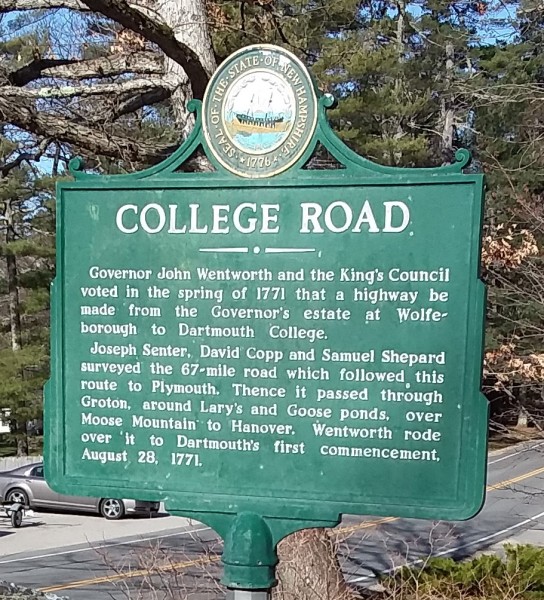 SEAL OF THE STATE OF NEW HAMPSHIRE
1776
COLLEGE ROAD
Governor John Wentworth and the King's Council
voted in the spring of 1771 that a highway be
made from the Governor's estate at Wolfe-
borough to Dartmouth College.
Joseph Senter, David Copp and Samuel Shepard
surveyed the 67-mile road which followed this
route to Plymouth. Thence it passed through
Groton, around Lary's and Goose ponds, over
Moose Mountain to Hanover. Wentworth rode
over it to Dartmouth's first commencement,
August 28, 1771.